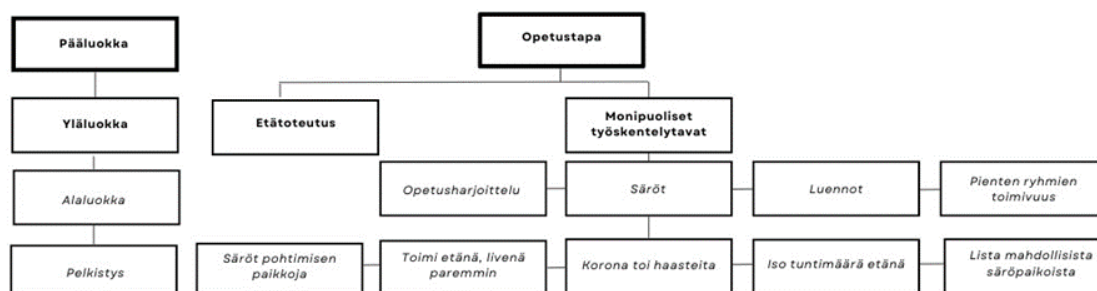 Pääluokka
Opetustapa
Yläluokka
Etätoteutus
Monipuoliset
työskentelytavat
Alaluokka
Opetusharjoittelu
Säröt
Luennot
Pienten ryhmien
toimivuus
Pelkistys
Säröt pohtimisen
paikkoja
Toimi etänä, livenä
paremmin
Korona toi haasteita
Iso tuntimäärä etänä
Lista mahdollisista
säröpaikoista